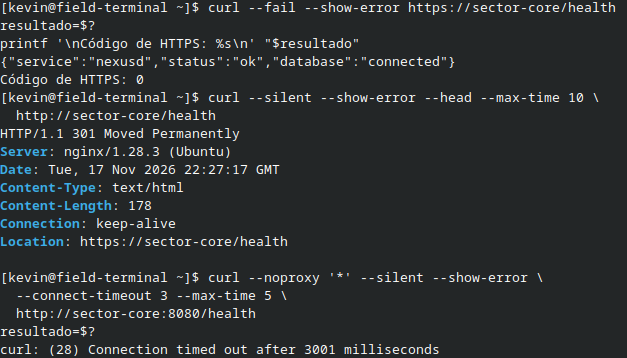 [kevin@field-terminal ~]$ curl --fail --show-error https://sector-core/health
resultado=$?
printf '\nCódigo de HTTPS: %s\n' "$resultado"
{"service":"nexusd","status":"ok","database":"connected"}
Código de HTTPS: 0
[kevin@field-terminal ~]$ curl --silent --show-error --head --max-time 10 \
  http://sector-core/health
HTTP/1.1 301 Moved Permanently
Server: nginx/1.28.3 (Ubuntu)
Date: Tue, 17 Nov 2026 22:27:17 GMT
Content-Type: text/html
Content-Length: 178
Connection: keep-alive
Location: https://sector-core/health

[kevin@field-terminal ~]$ curl --noproxy '*' --silent --show-error \
  --connect-timeout 3 --max-time 5 \
  http://sector-core:8080/health
resultado=$?
curl: (28) Connection timed out after 3001 milliseconds